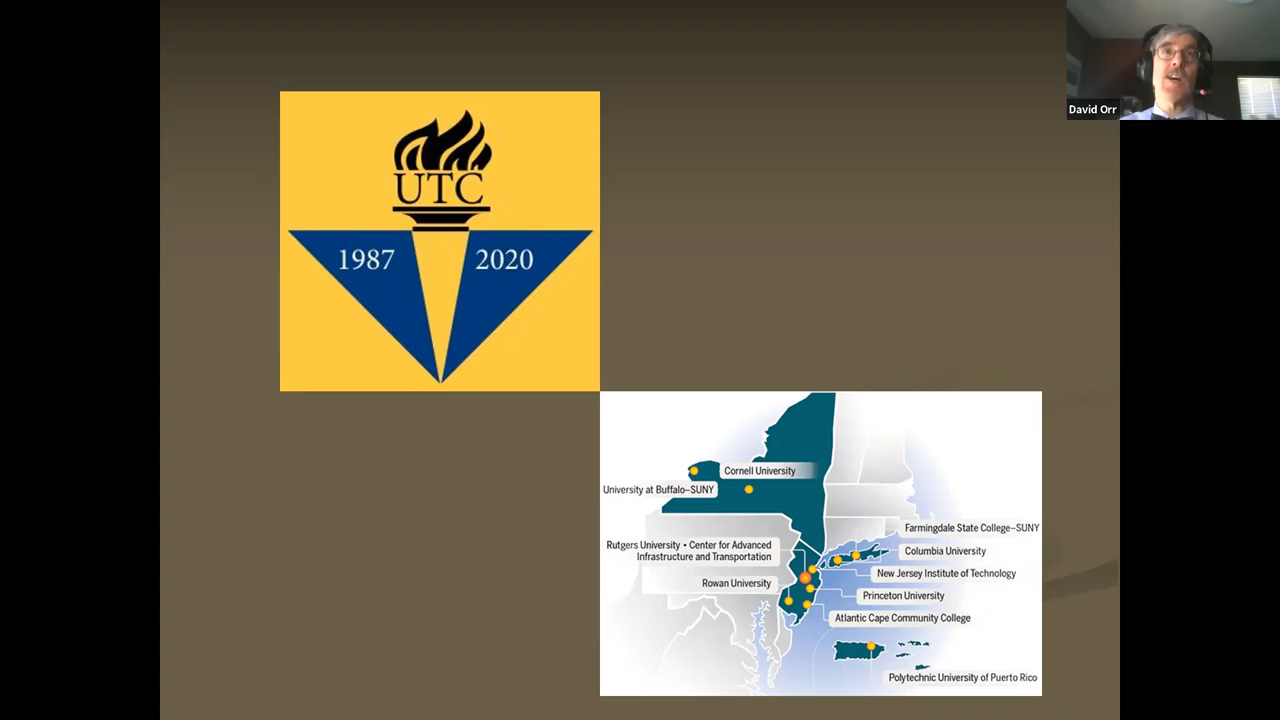 David Orr
UTC
1987 2020
Cornell University
University at Buffalo–SUNY
Farmingdale State College–SUNY
Rutgers University • Center for Advanced
Infrastructure and Transportation
Columbia University
New Jersey Institute of Technology
Rowan University
Princeton University
Atlantic Cape Community College
Polytechnic University of Puerto Rico